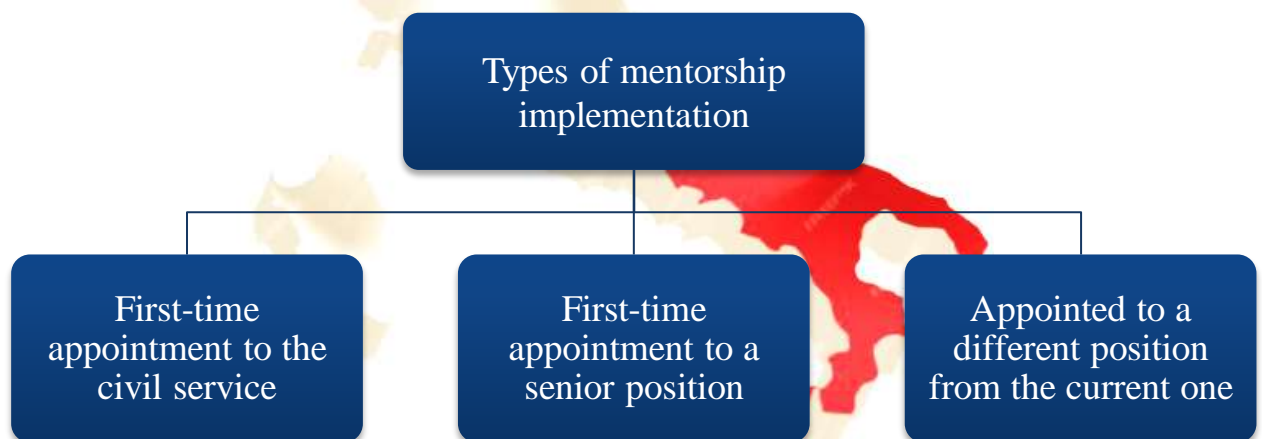 Types of mentorship
implementation
First-time
appointment to the
civil service
First-time
appointment to a
senior position
Appointed to a
different position
from the current one